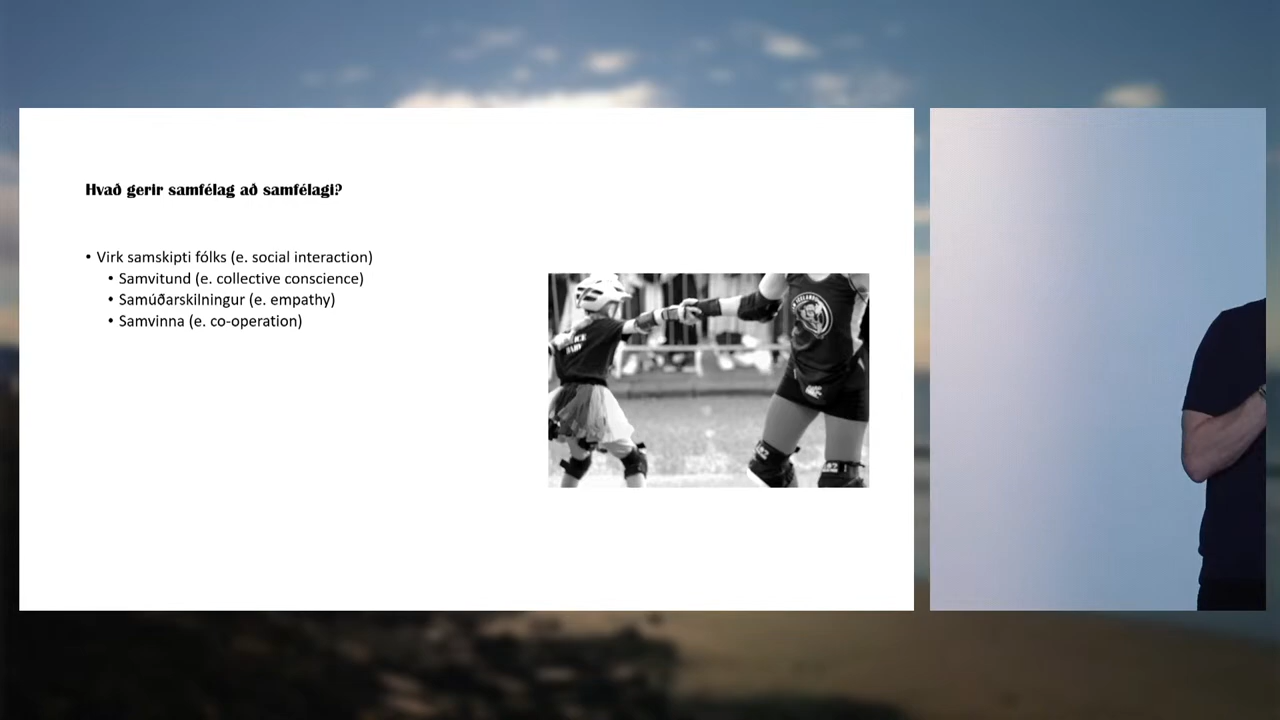 Hvað gerir samfélag að samfélagi?
• Virk samskipti fólks (e. social interaction)
• Samvitund (e. collective conscience)
• Samúðarskilningur (e. empathy)
• Samvinna (e. co-operation)